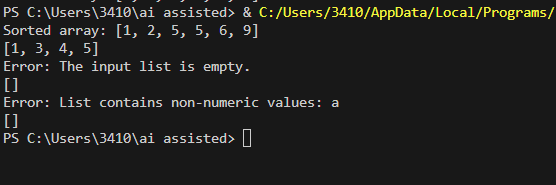 PS C:\Users\3410\ai assisted> & C:/Users/3410/AppData/Local/Programs/
Sorted array: [1, 2, 5, 5, 6, 9]
[1, 3, 4, 5]
Error: The input list is empty.
[]
Error: List contains non-numeric values: a
[]
PS C:\Users\3410\ai assisted>